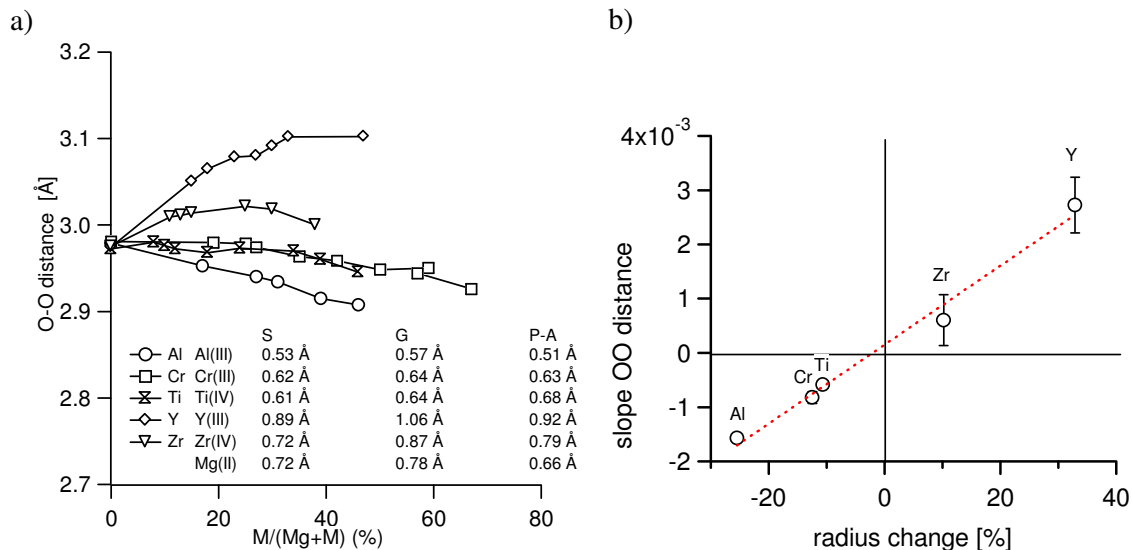 a)
3.2
3.1
3.0
2.9
2.8
2.7
O-O distance [Å]
S G P-A
Al Al(III) 0.53 Å 0.57 Å 0.51 Å
Cr Cr(III) 0.62 Å 0.64 Å 0.63 Å
Ti Ti(IV) 0.61 Å 0.64 Å 0.68 Å
Y Y(III) 0.89 Å 1.06 Å 0.92 Å
Zr Zr(IV) 0.72 Å 0.87 Å 0.79 Å
Mg(II) 0.72 Å 0.78 Å 0.66 Å
0 20 40 60 80
M/(Mg+M) (%)
b)
4x10⁻³
3
2
1
0
-1
-2
slope OO distance
Y
Zr
Ti
Cr
Al
-20 0 20 40
radius change [%]